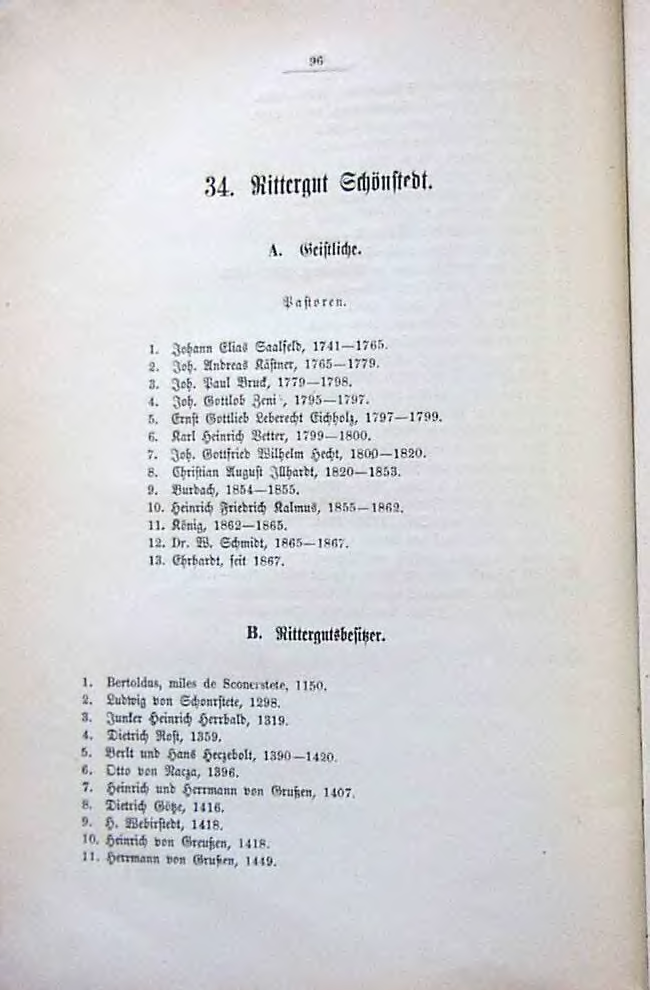 96
34. Rittergut Schönstedt.
A. Geistliche.
Pastoren.
1. Johann Elias Saalfeld, 1741—1765.
2. Joh. Andreas Kästner, 1765—1779.
3. Joh. Paul Bruck, 1779—1798.
4. Joh. Gottlob 1795—1797.
5. Ernst Gottlieb Leberecht Eichholz, 1797—1799.
6. Karl Heinrich Vetter, 1799—1800.
7. Joh. Gottfried Wilhelm Hecht, 1800—1820.
8. Christian August Illhardt, 1820—1853.
9. Burbach, 1854—1855.
10. Heinrich Friedrich Kalmus, 1855—1862.
11. König, 1862—1865.
12. Dr. W. Schmidt, 1865—1867.
13. Ehrhardt, seit 1867.
B. Rittergutsbesitzer.
1. Bertoldus, miles de Sconerstete, 1150.
2. Ludwig von Schonrstete, 1298.
3. Junker Heinrich Herrbald, 1319.
4. Dietrich Rost, 1359.
5. Berlt und Hans Heczebolt, 1390—1420.
6. Otto von Racza, 1396.
7. Heinrich und Herrmann von Grußen, 1407.
8. Dietrich Götze, 1416.
9. H. Webirstedt, 1418.
10. Heinrich von Greußen, 1418.
11. Herrmann von Grußen, 1449.